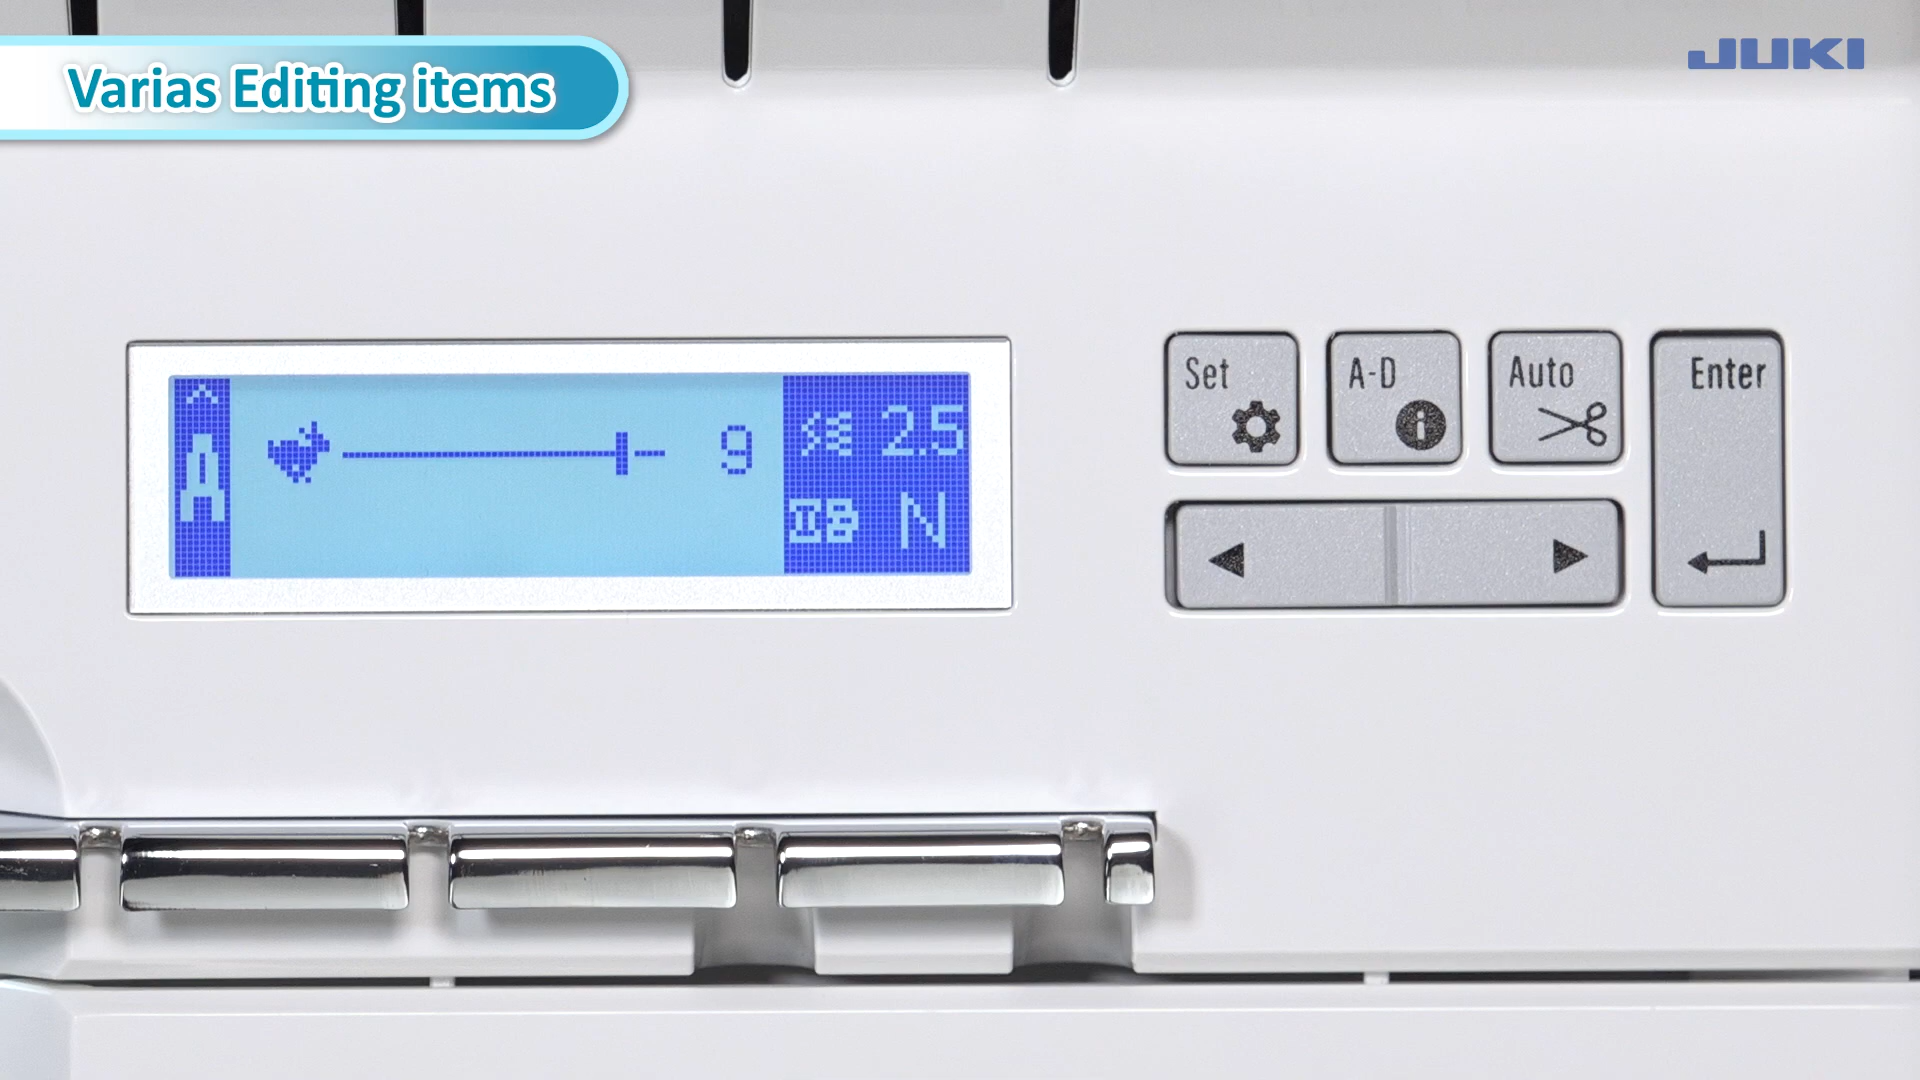 Varias Editing items
JUKI
A
9
2.5
N
Set
A-D
Auto
Enter